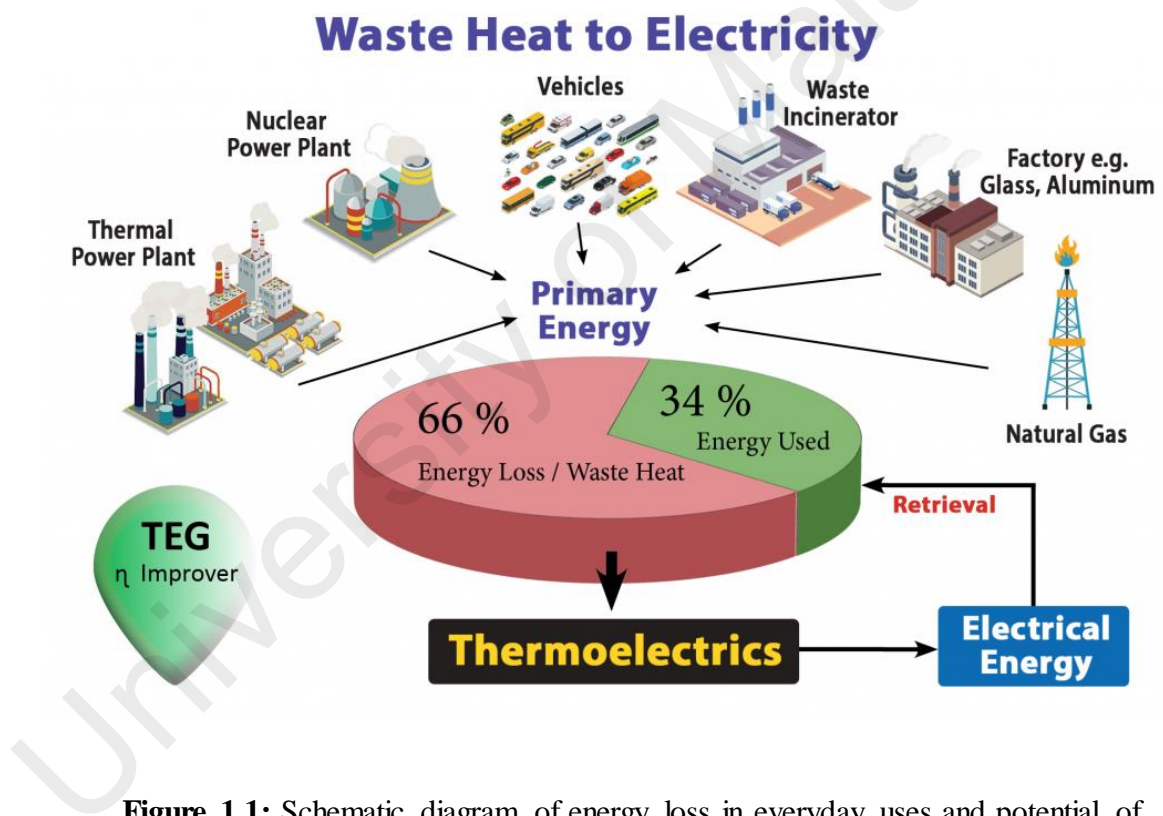 Waste Heat to Electricity
Vehicles
Waste
Incinerator
Nuclear
Power Plant
Factory e.g.
Glass, Aluminum
Thermal
Power Plant
Primary
Energy
66 %
Energy Loss / Waste Heat
34 %
Energy Used
Natural Gas
Retrieval
TEG
η Improver
Thermoelectrics
Electrical
Energy
University of
Figure 1.1: Schematic diagram of energy loss in everyday uses and potential of